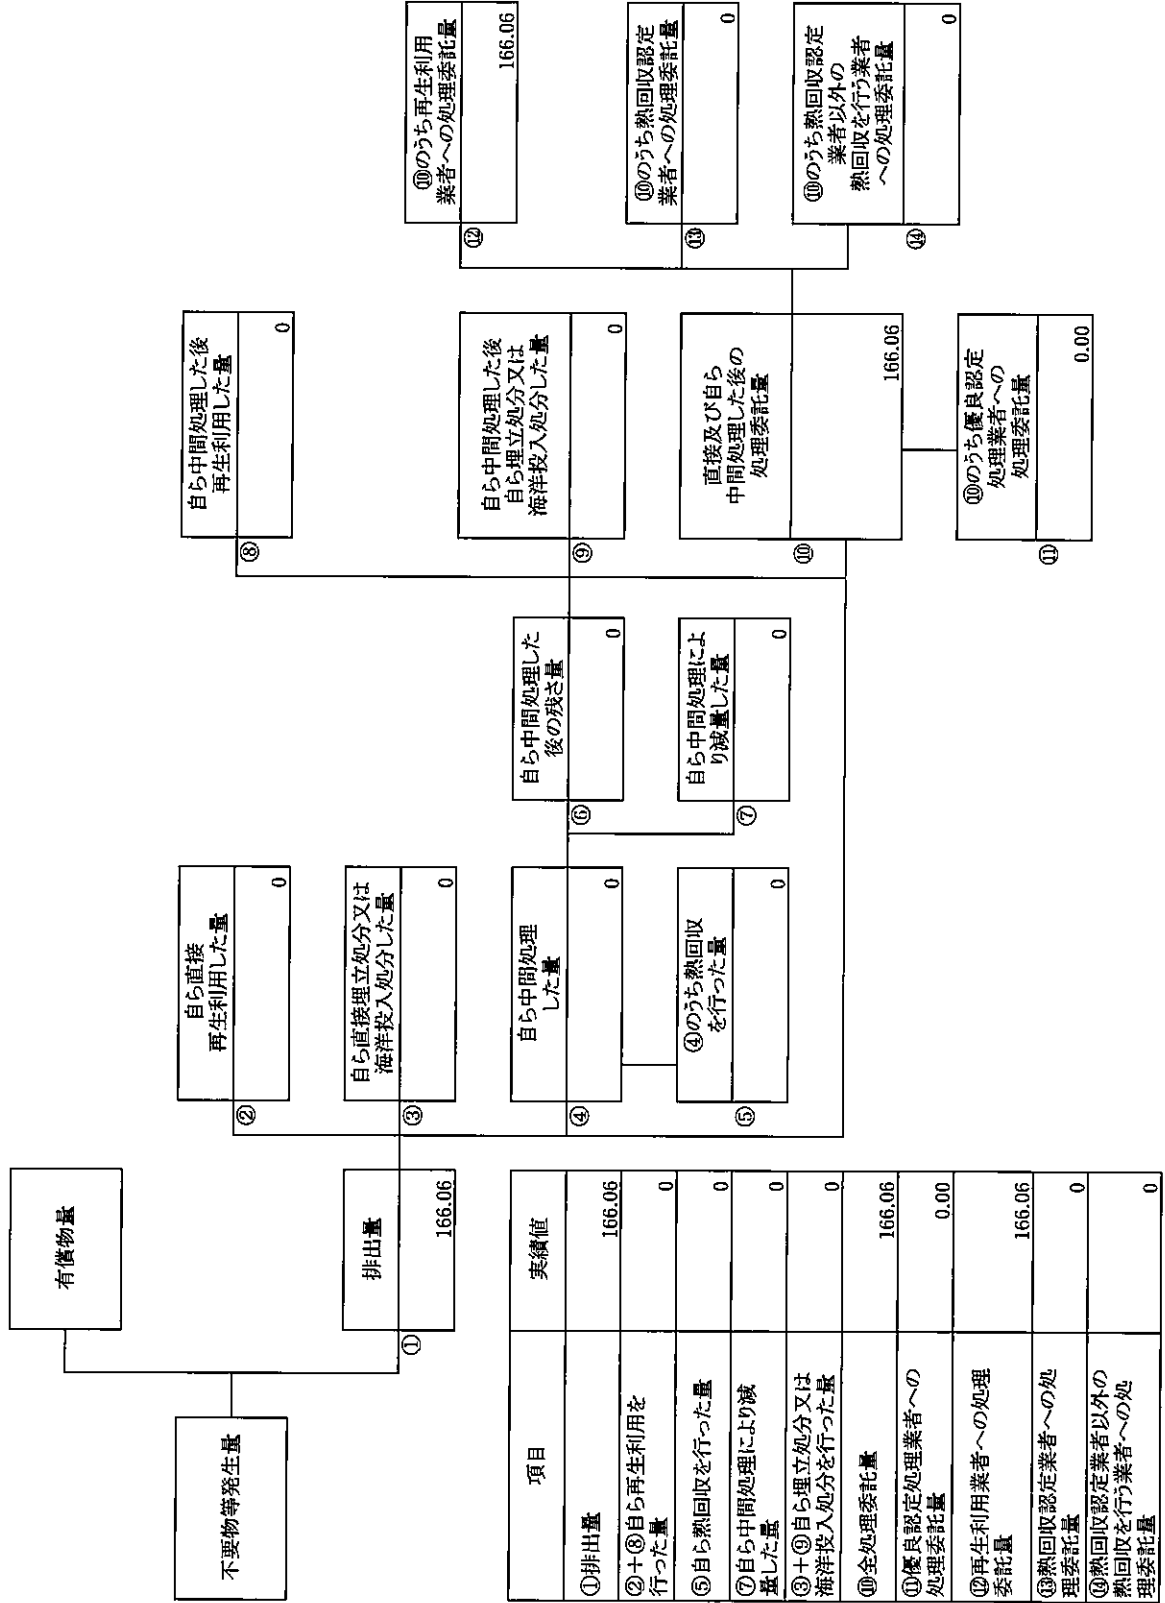 不要物等発生量
有償物量
排出量
①
166.06
自ら直接
再生利用した量
②
0
自ら直接埋立処分又は
海洋投入処分した量
③
0
自ら中間処理
した量
④
0
④のうち熱回収
を行った量
⑤
0
自ら中間処理した
後の残さ量
⑥
0
自ら中間処理によ
り減量した量
⑦
0
自ら中間処理した後
再生利用した量
⑧
0
自ら中間処理した後
自ら埋立処分又は
海洋投入処分した量
⑨
0
直接及び自ら
中間処理した後の
処理委託量
⑩
166.06
⑩のうち優良認定
処理業者への
処理委託量
⑪
0.00
⑩のうち再生利用
業者への処理委託量
⑫
166.06
⑩のうち熱回収認定
業者への処理委託量
⑬
0
⑩のうち熱回収認定
業者以外の
熱回収を行う業者
への処理委託量
⑭
0
項目 実績値
①排出量 166.06
②＋⑧自ら再生利用を
行った量 0
⑤自ら熱回収を行った量 0
⑦自ら中間処理により減
量した量 0
③＋⑨自ら埋立処分又は
海洋投入処分を行った量 0
⑩全処理委託量 166.06
⑪優良認定処理業者への
処理委託量 0.00
⑫再生利用業者への処理
委託量 166.06
⑬熱回収認定業者への処
理委託量 0
⑭熱回収認定業者以外の
熱回収を行う業者への処
理委託量 0